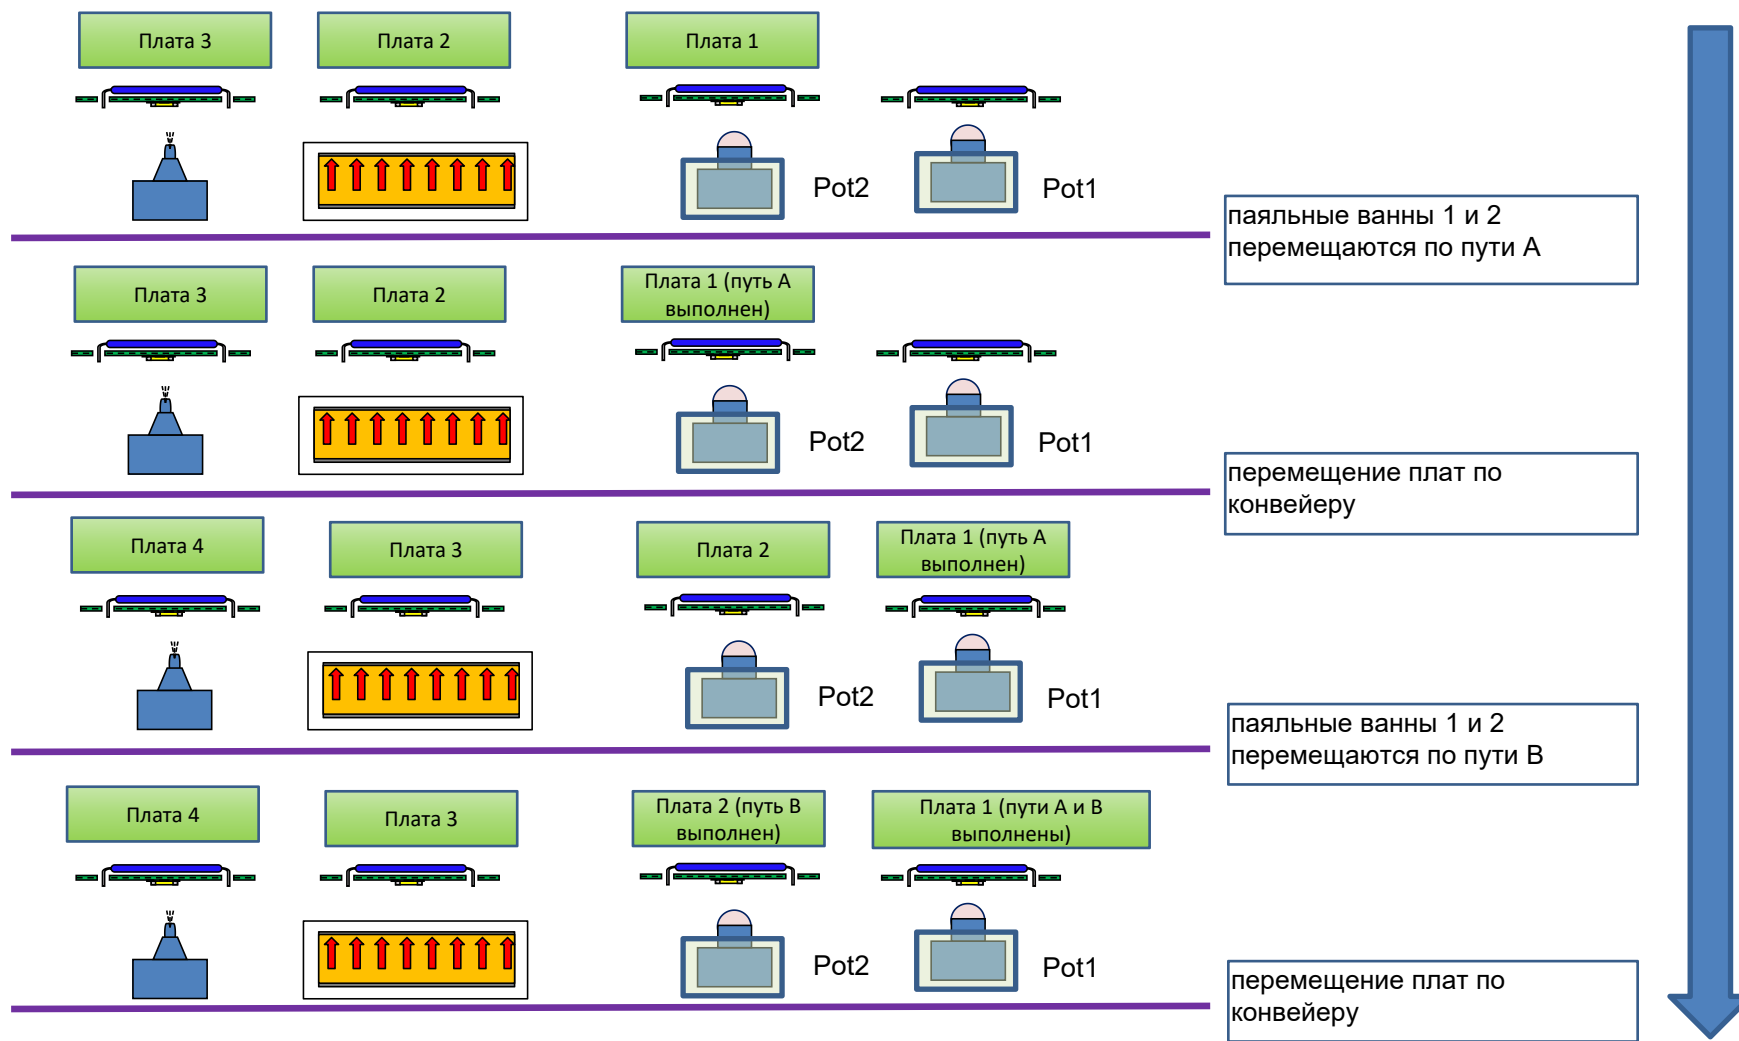 Плата 3
Плата 2
Плата 1
Pot2
Pot1
паяльные ванны 1 и 2
перемещаются по пути А
Плата 3
Плата 2
Плата 1 (путь А
выполнен)
Pot2
Pot1
перемещение плат по
конвейеру
Плата 4
Плата 3
Плата 2
Плата 1 (путь А
выполнен)
Pot2
Pot1
паяльные ванны 1 и 2
перемещаются по пути В
Плата 4
Плата 3
Плата 2 (путь В
выполнен)
Плата 1 (пути А и В
выполнены)
Pot2
Pot1
перемещение плат по
конвейеру